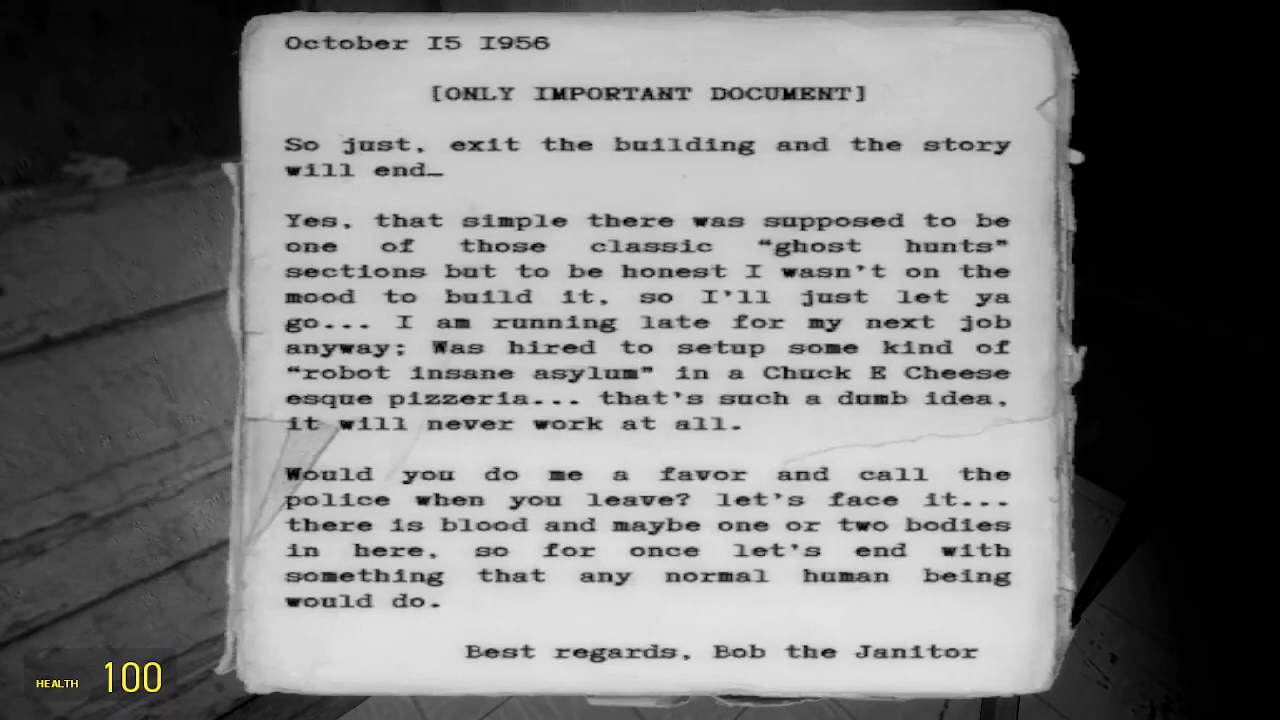 October I5 I956
[ONLY IMPORTANT DOCUMENT]
So just, exit the building and the story
will end…
Yes, that simple there was supposed to be
one of those classic “ghost hunts”
sections but to be honest I wasn't on the
mood to build it, so I'll just let ya
go... I am running late for my next job
anyway; Was hired to setup some kind of
“robot insane asylum” in a Chuck E Cheese
esque pizzeria... that's such a dumb idea,
it will never work at all.
Would you do me a favor and call the
police when you leave? let's face it...
there is blood and maybe one or two bodies
in here, so for once let's end with
something that any normal human being
would do.
Best regards, Bob the Janitor
HEALTH 100